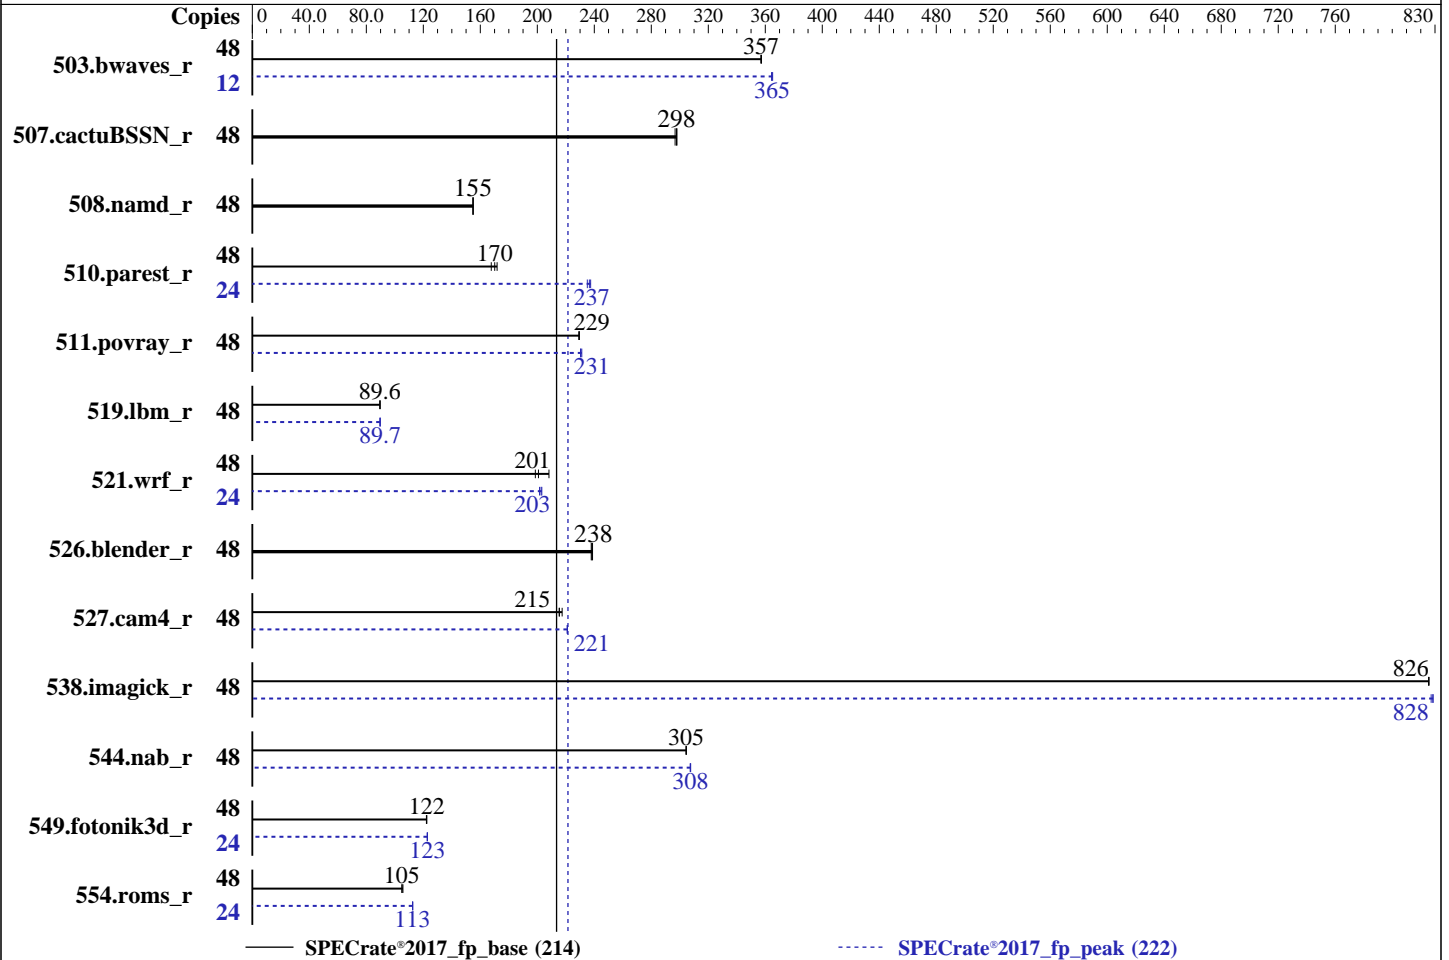 Copies 0 40.0 80.0 120 160 200 240 280 320 360 400 440 480 520 560 600 640 680 720 760 830
503.bwaves_r 48 357
12 365
507.cactuBSSN_r 48 298
508.namd_r 48 155
510.parest_r 48 170
24 237
511.povray_r 48 229
231
519.lbm_r 48 89.6
89.7
521.wrf_r 48 201
24 203
526.blender_r 48 238
527.cam4_r 48 215
221
538.imagick_r 48 826
828
544.nab_r 48 305
308
549.fotonik3d_r 48 122
24 123
554.roms_r 48 105
24 113
SPECrate®2017_fp_base (214) SPECrate®2017_fp_peak (222)